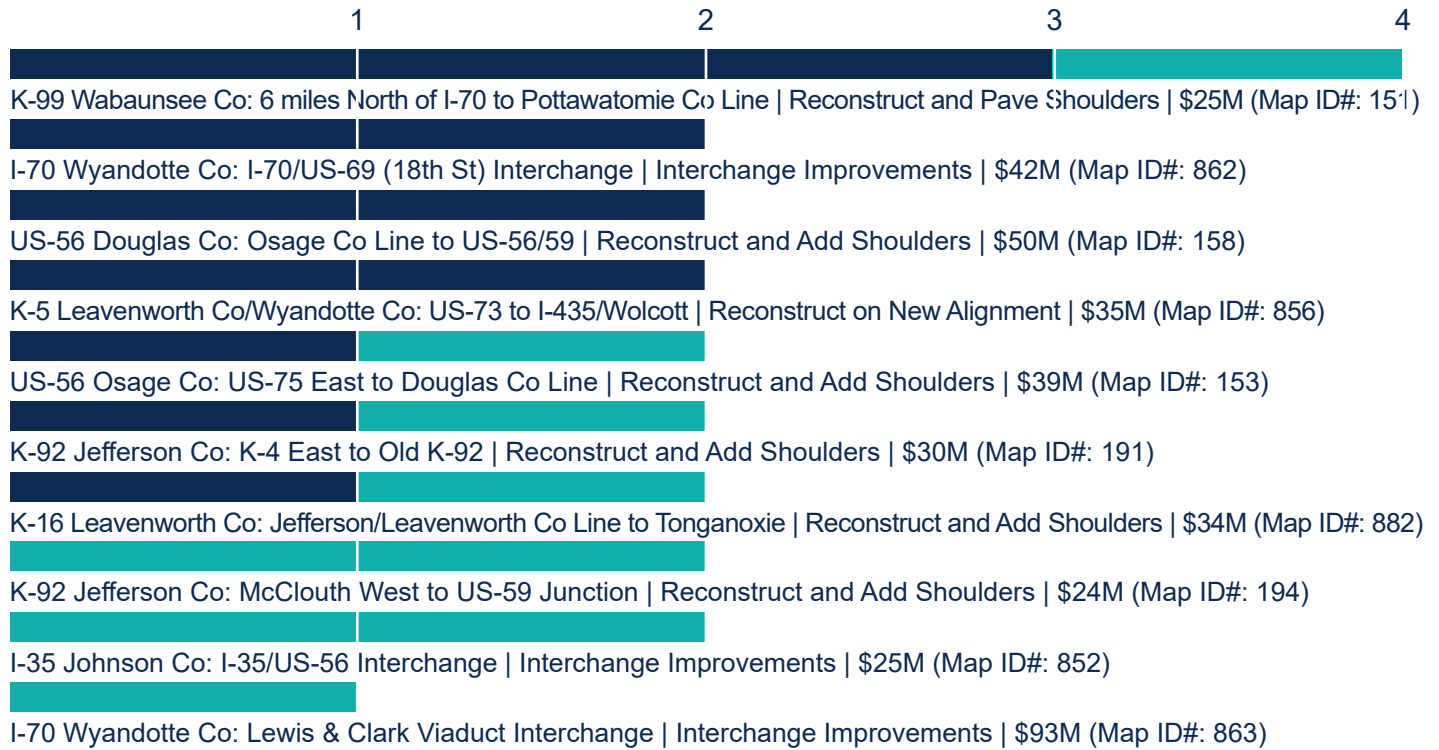 1 2 3 4
K-99 Wabaunsee Co: 6 miles North of I-70 to Pottawatomie Co Line | Reconstruct and Pave Shoulders | $25M (Map ID#: 151)
I-70 Wyandotte Co: I-70/US-69 (18th St) Interchange | Interchange Improvements | $42M (Map ID#: 862)
US-56 Douglas Co: Osage Co Line to US-56/59 | Reconstruct and Add Shoulders | $50M (Map ID#: 158)
K-5 Leavenworth Co/Wyandotte Co: US-73 to I-435/Wolcott | Reconstruct on New Alignment | $35M (Map ID#: 856)
US-56 Osage Co: US-75 East to Douglas Co Line | Reconstruct and Add Shoulders | $39M (Map ID#: 153)
K-92 Jefferson Co: K-4 East to Old K-92 | Reconstruct and Add Shoulders | $30M (Map ID#: 191)
K-16 Leavenworth Co: Jefferson/Leavenworth Co Line to Tonganoxie | Reconstruct and Add Shoulders | $34M (Map ID#: 882)
K-92 Jefferson Co: McClouth West to US-59 Junction | Reconstruct and Add Shoulders | $24M (Map ID#: 194)
I-35 Johnson Co: I-35/US-56 Interchange | Interchange Improvements | $25M (Map ID#: 852)
I-70 Wyandotte Co: Lewis & Clark Viaduct Interchange | Interchange Improvements | $93M (Map ID#: 863)